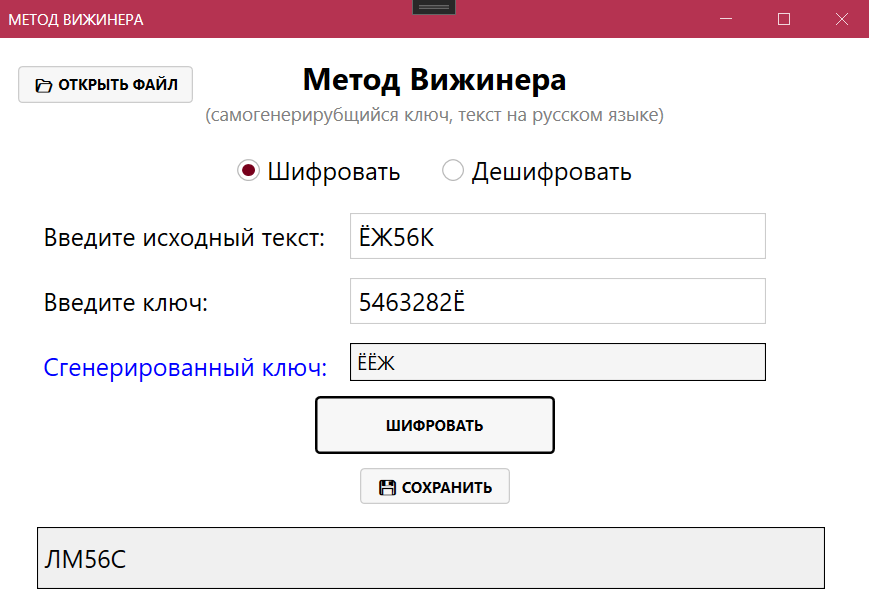 МЕТОД ВИЖИНЕРА
ОТКРЫТЬ ФАЙЛ
Метод Вижинера
(самогенерирубщийся ключ, текст на русском языке)
Шифровать Дешифровать
Введите исходный текст: ЁЖ56К
Введите ключ: 5463282Ё
Сгенерированный ключ: ЁЁЖ
ШИФРОВАТЬ
СОХРАНИТЬ
ЛМ56С